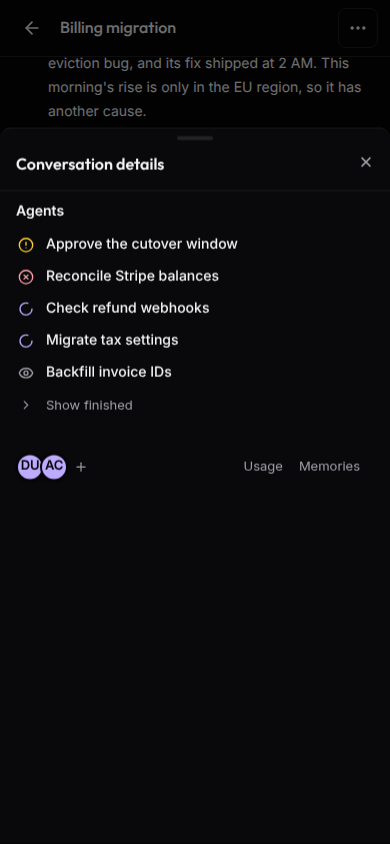 Billing migration
eviction bug, and its fix shipped at 2 AM. This
morning's rise is only in the EU region, so it has
another cause.
Conversation details
Agents
Approve the cutover window
Reconcile Stripe balances
Check refund webhooks
Migrate tax settings
Backfill invoice IDs
Show finished
DU AC + Usage Memories